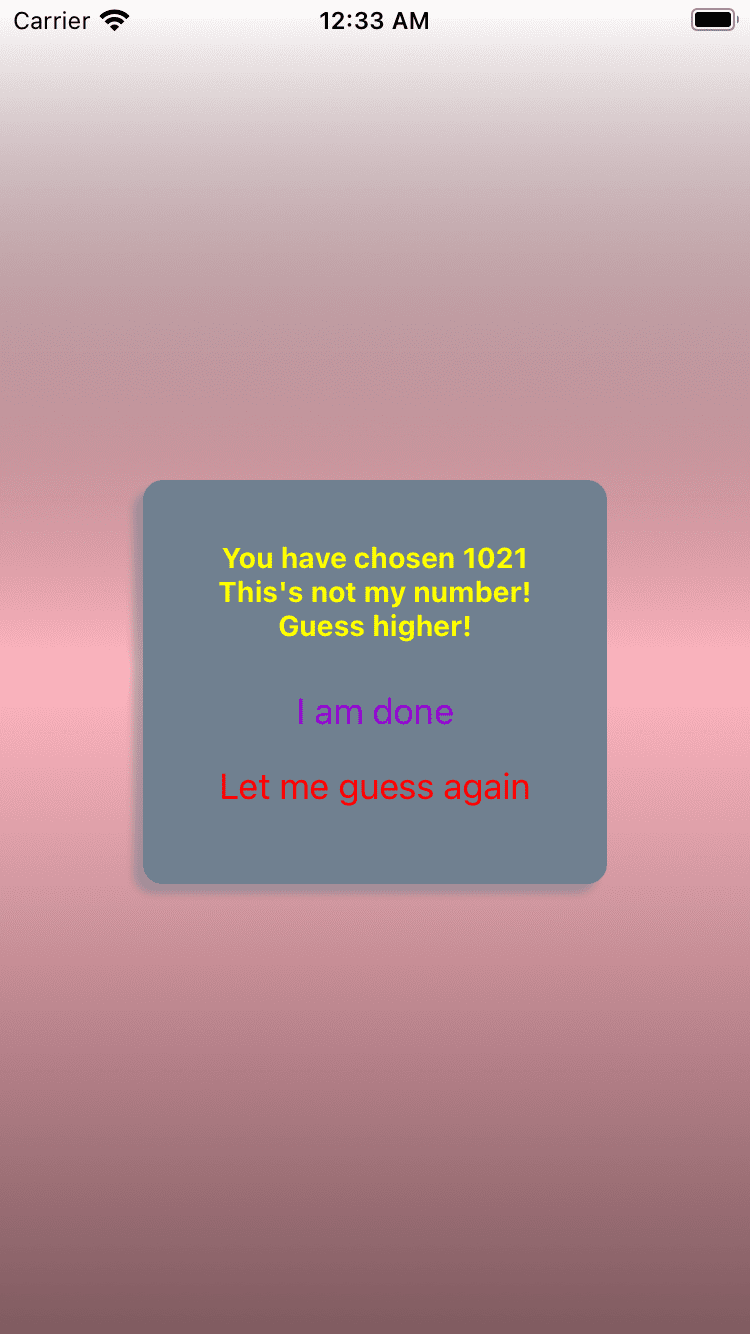 Carrier 12:33 AM
You have chosen 1021
This's not my number!
Guess higher!
I am done
Let me guess again